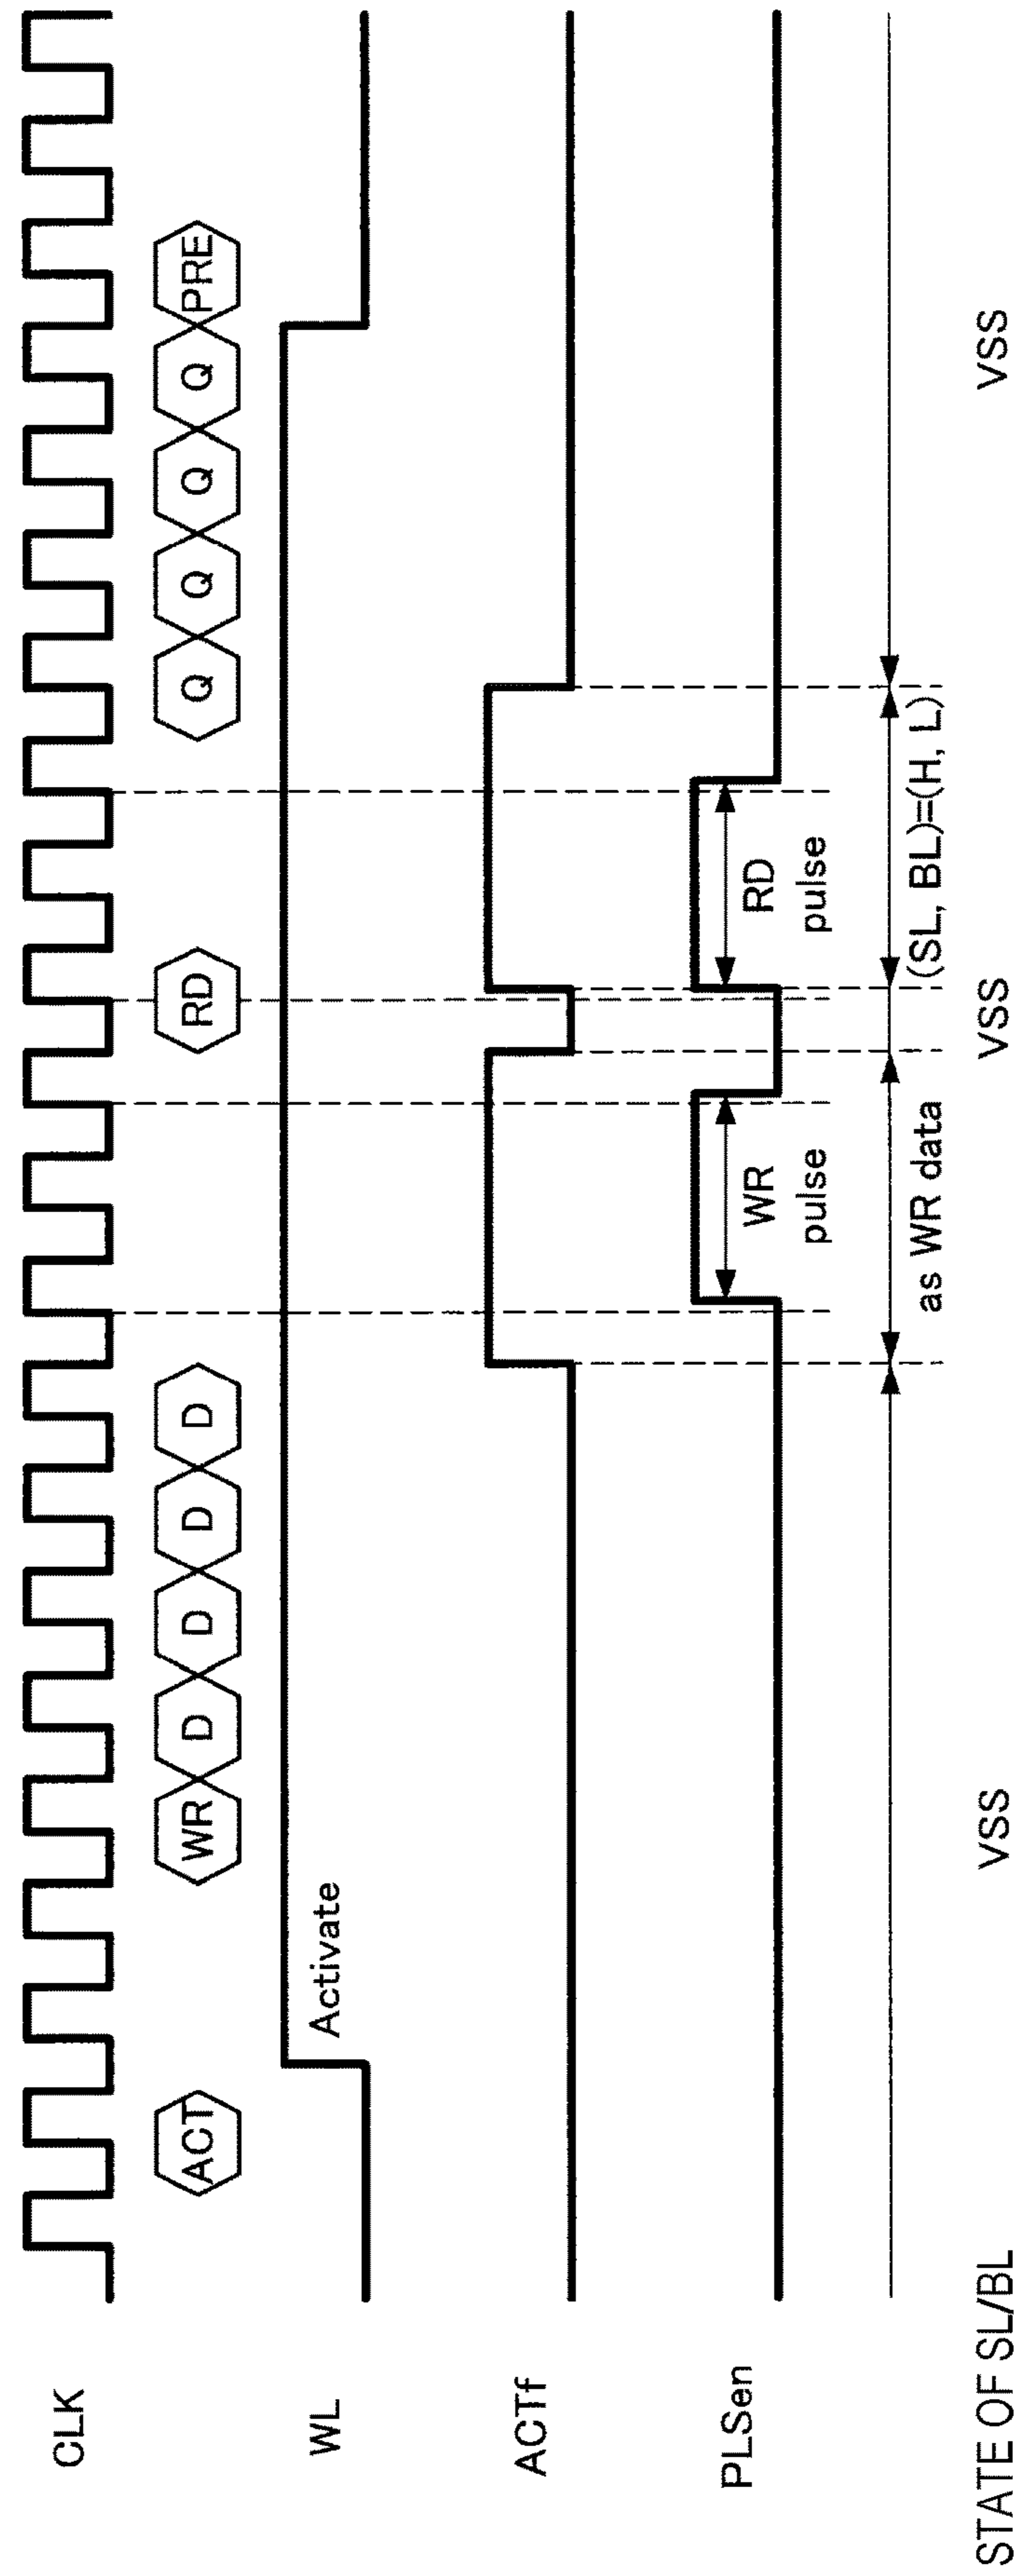 CLK
ACT
WR
D
D
D
D
RD
Q
Q
Q
Q
PRE
WL
Activate
ACTf
PLSen
WR
pulse
RD
pulse
as WR data
(SL, BL)=(H, L)
STATE OF SL/BL
VSS
VSS
VSS